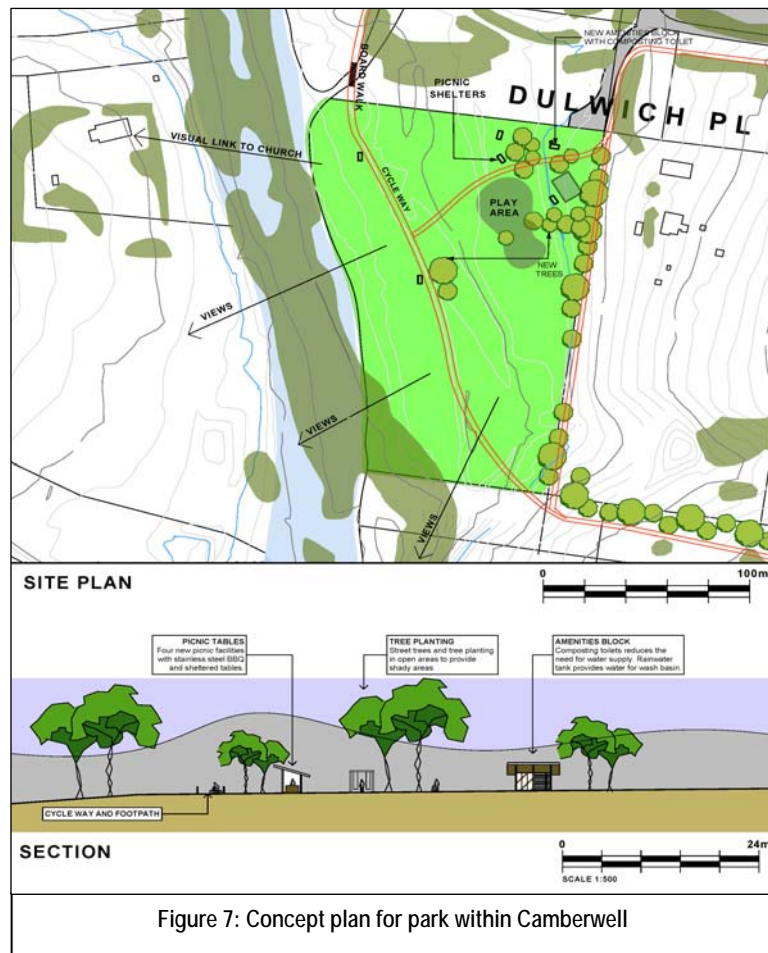 NEW AMENITIES BLOCK
WITH COMPOSTING TOILET
BOARD WALK
PICNIC
SHELTERS
DULWICH PL
VISUAL LINK TO CHURCH
CYCLE WAY
PLAY
AREA
NEW
TREES
VIEWS
VIEWS
VIEWS
SITE PLAN
0 100m
PICNIC TABLES
Four new picnic facilities
with stainless steel BBQ
and sheltered tables.
TREE PLANTING
Street trees and tree planting
in open areas to provide
shady areas
AMENITIES BLOCK
Composting toilets reduces the
need for water supply. Rainwater
tank provides water for wash basin.
CYCLE WAY AND FOOTPATH
SECTION
0 24m
SCALE 1:500
Figure 7: Concept plan for park within Camberwell